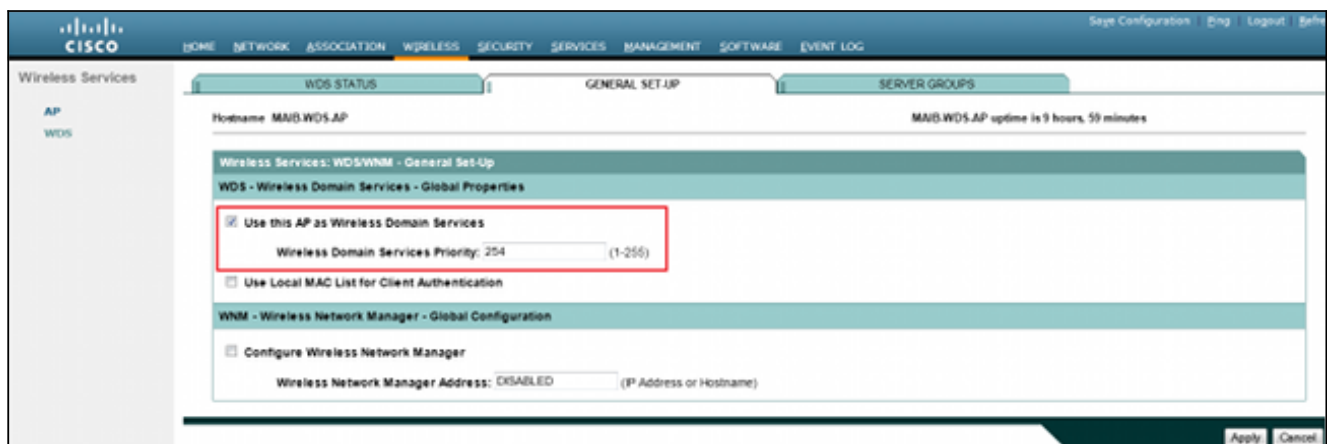 Save Configuration | Ping | Logout | Refre
CISCO
HOME NETWORK ASSOCIATION WIRELESS SECURITY SERVICES MANAGEMENT SOFTWARE EVENT LOG
Wireless Services
AP
WDS
WDS STATUS GENERAL SET-UP SERVER GROUPS
Hostname MAIB-WDS-AP MAIB-WDS-AP uptime is 9 hours, 59 minutes
Wireless Services: WDS/WNM - General Set-Up
WDS - Wireless Domain Services - Global Properties
Use this AP as Wireless Domain Services
Wireless Domain Services Priority: 254 (1-255)
Use Local MAC List for Client Authentication
WNM - Wireless Network Manager - Global Configuration
Configure Wireless Network Manager
Wireless Network Manager Address: DISABLED (IP Address or Hostname)
Apply Cancel